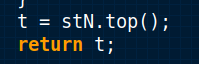 }
t = stN.top();
return t;